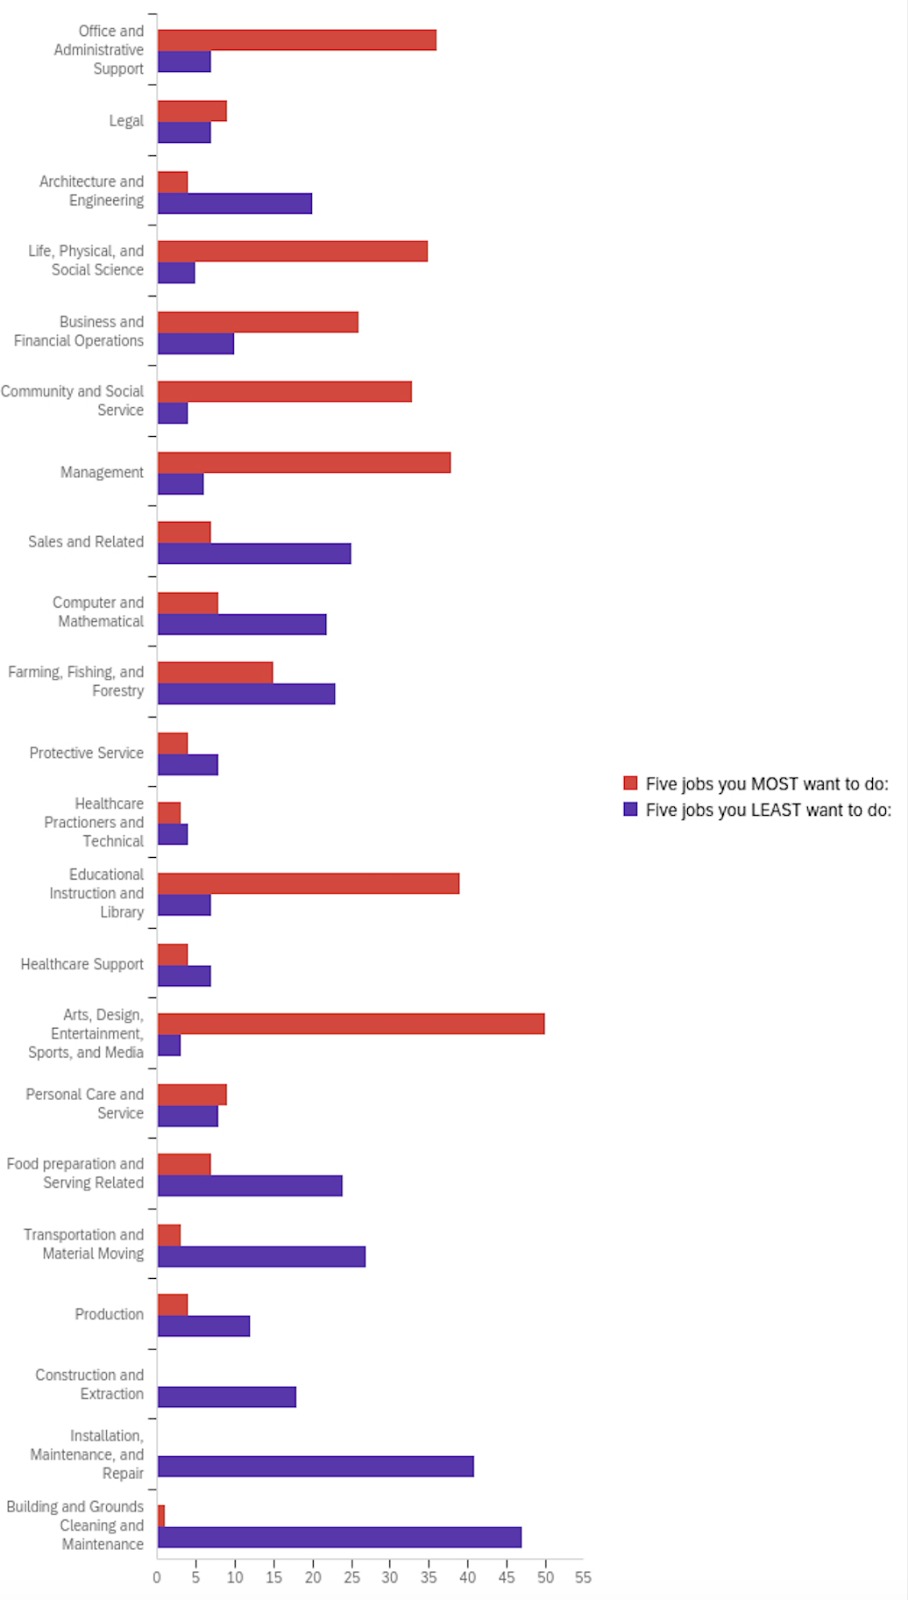 Office and
Administrative
Support
Legal
Architecture and
Engineering
Life, Physical, and
Social Science
Business and
Financial Operations
Community and Social
Service
Management
Sales and Related
Computer and
Mathematical
Farming, Fishing, and
Forestry
Protective Service
Healthcare
Practioners and
Technical
Educational
Instruction and
Library
Healthcare Support
Arts, Design,
Entertainment,
Sports, and Media
Personal Care and
Service
Food preparation and
Serving Related
Transportation and
Material Moving
Production
Construction and
Extraction
Installation,
Maintenance, and
Repair
Building and Grounds
Cleaning and
Maintenance
0 5 10 15 20 25 30 35 40 45 50 55
Five jobs you MOST want to do:
Five jobs you LEAST want to do: